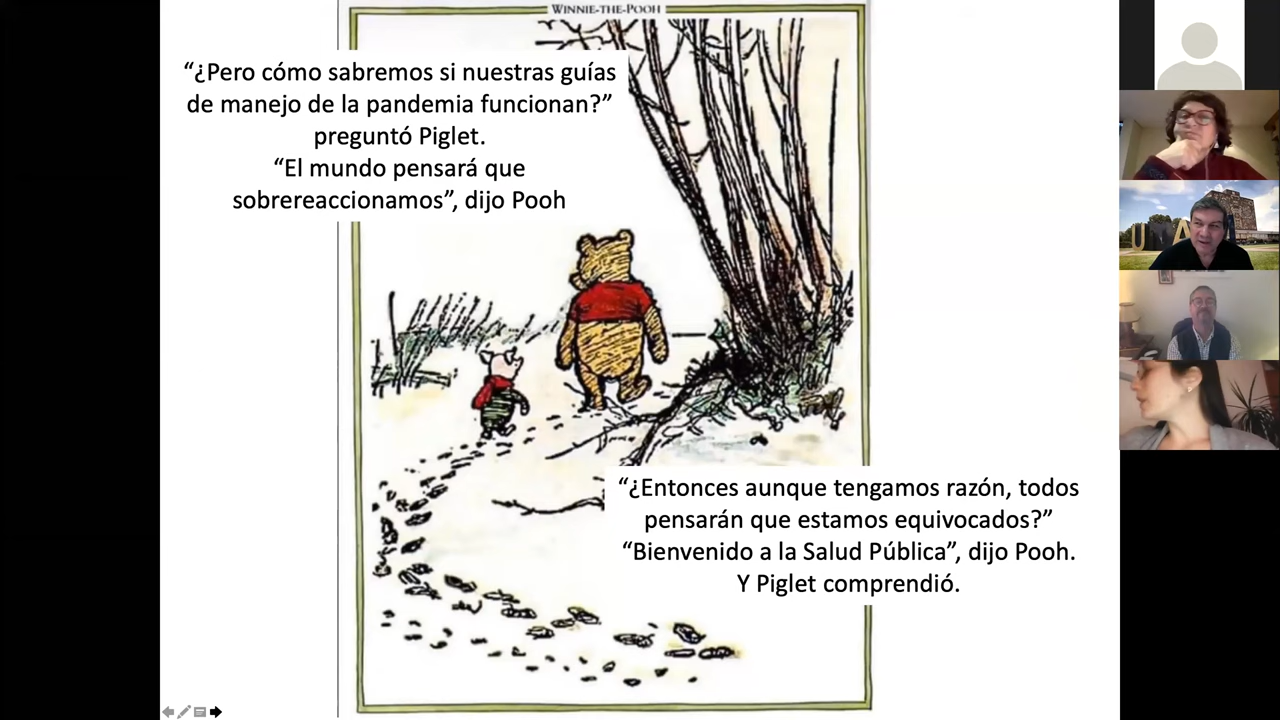 WINNIE-THE-POOH
“¿Pero cómo sabremos si nuestras guías
de manejo de la pandemia funcionan?”
preguntó Piglet.
“El mundo pensará que
sobrereaccionamos”, dijo Pooh
“¿Entonces aunque tengamos razón, todos
pensarán que estamos equivocados?”
“Bienvenido a la Salud Pública”, dijo Pooh.
Y Piglet comprendió.